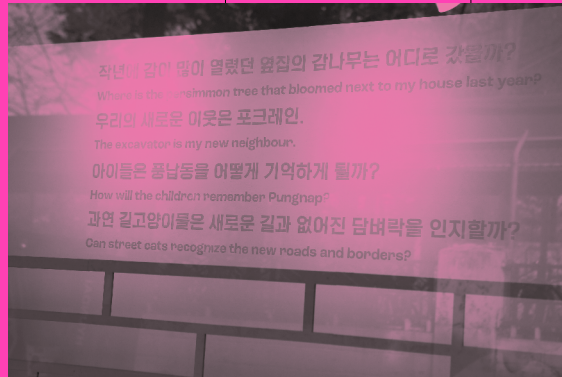 작년에 감이 많이 열렸던 옆집의 감나무는 어디로 갔을까?
Where is the persimmon tree that bloomed next to my house last year?
우리의 새로운 이웃은 포크레인.
The excavator is my new neighbour.
아이들은 풍납동을 어떻게 기억하게 될까?
How will the children remember Pungnap?
과연 길고양이들은 새로운 길과 없어진 담벼락을 인지할까?
Can street cats recognize the new roads and borders?